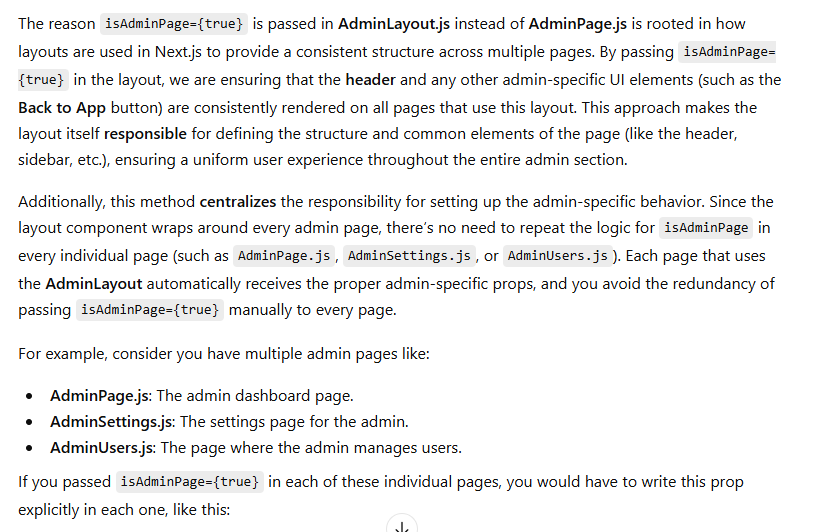 The reason isAdminPage={true} is passed in AdminLayout.js instead of AdminPage.js is rooted in how
layouts are used in Next.js to provide a consistent structure across multiple pages. By passing isAdminPage=
{true} in the layout, we are ensuring that the header and any other admin-specific UI elements (such as the
Back to App button) are consistently rendered on all pages that use this layout. This approach makes the
layout itself responsible for defining the structure and common elements of the page (like the header,
sidebar, etc.), ensuring a uniform user experience throughout the entire admin section.
Additionally, this method centralizes the responsibility for setting up the admin-specific behavior. Since the
layout component wraps around every admin page, there's no need to repeat the logic for isAdminPage in
every individual page (such as AdminPage.js, AdminSettings.js, or AdminUsers.js). Each page that uses
the AdminLayout automatically receives the proper admin-specific props, and you avoid the redundancy of
passing isAdminPage={true} manually to every page.
For example, consider you have multiple admin pages like:
• AdminPage.js: The admin dashboard page.
• AdminSettings.js: The settings page for the admin.
• AdminUsers.js: The page where the admin manages users.
If you passed isAdminPage={true} in each of these individual pages, you would have to write this prop
explicitly in each one, like this: